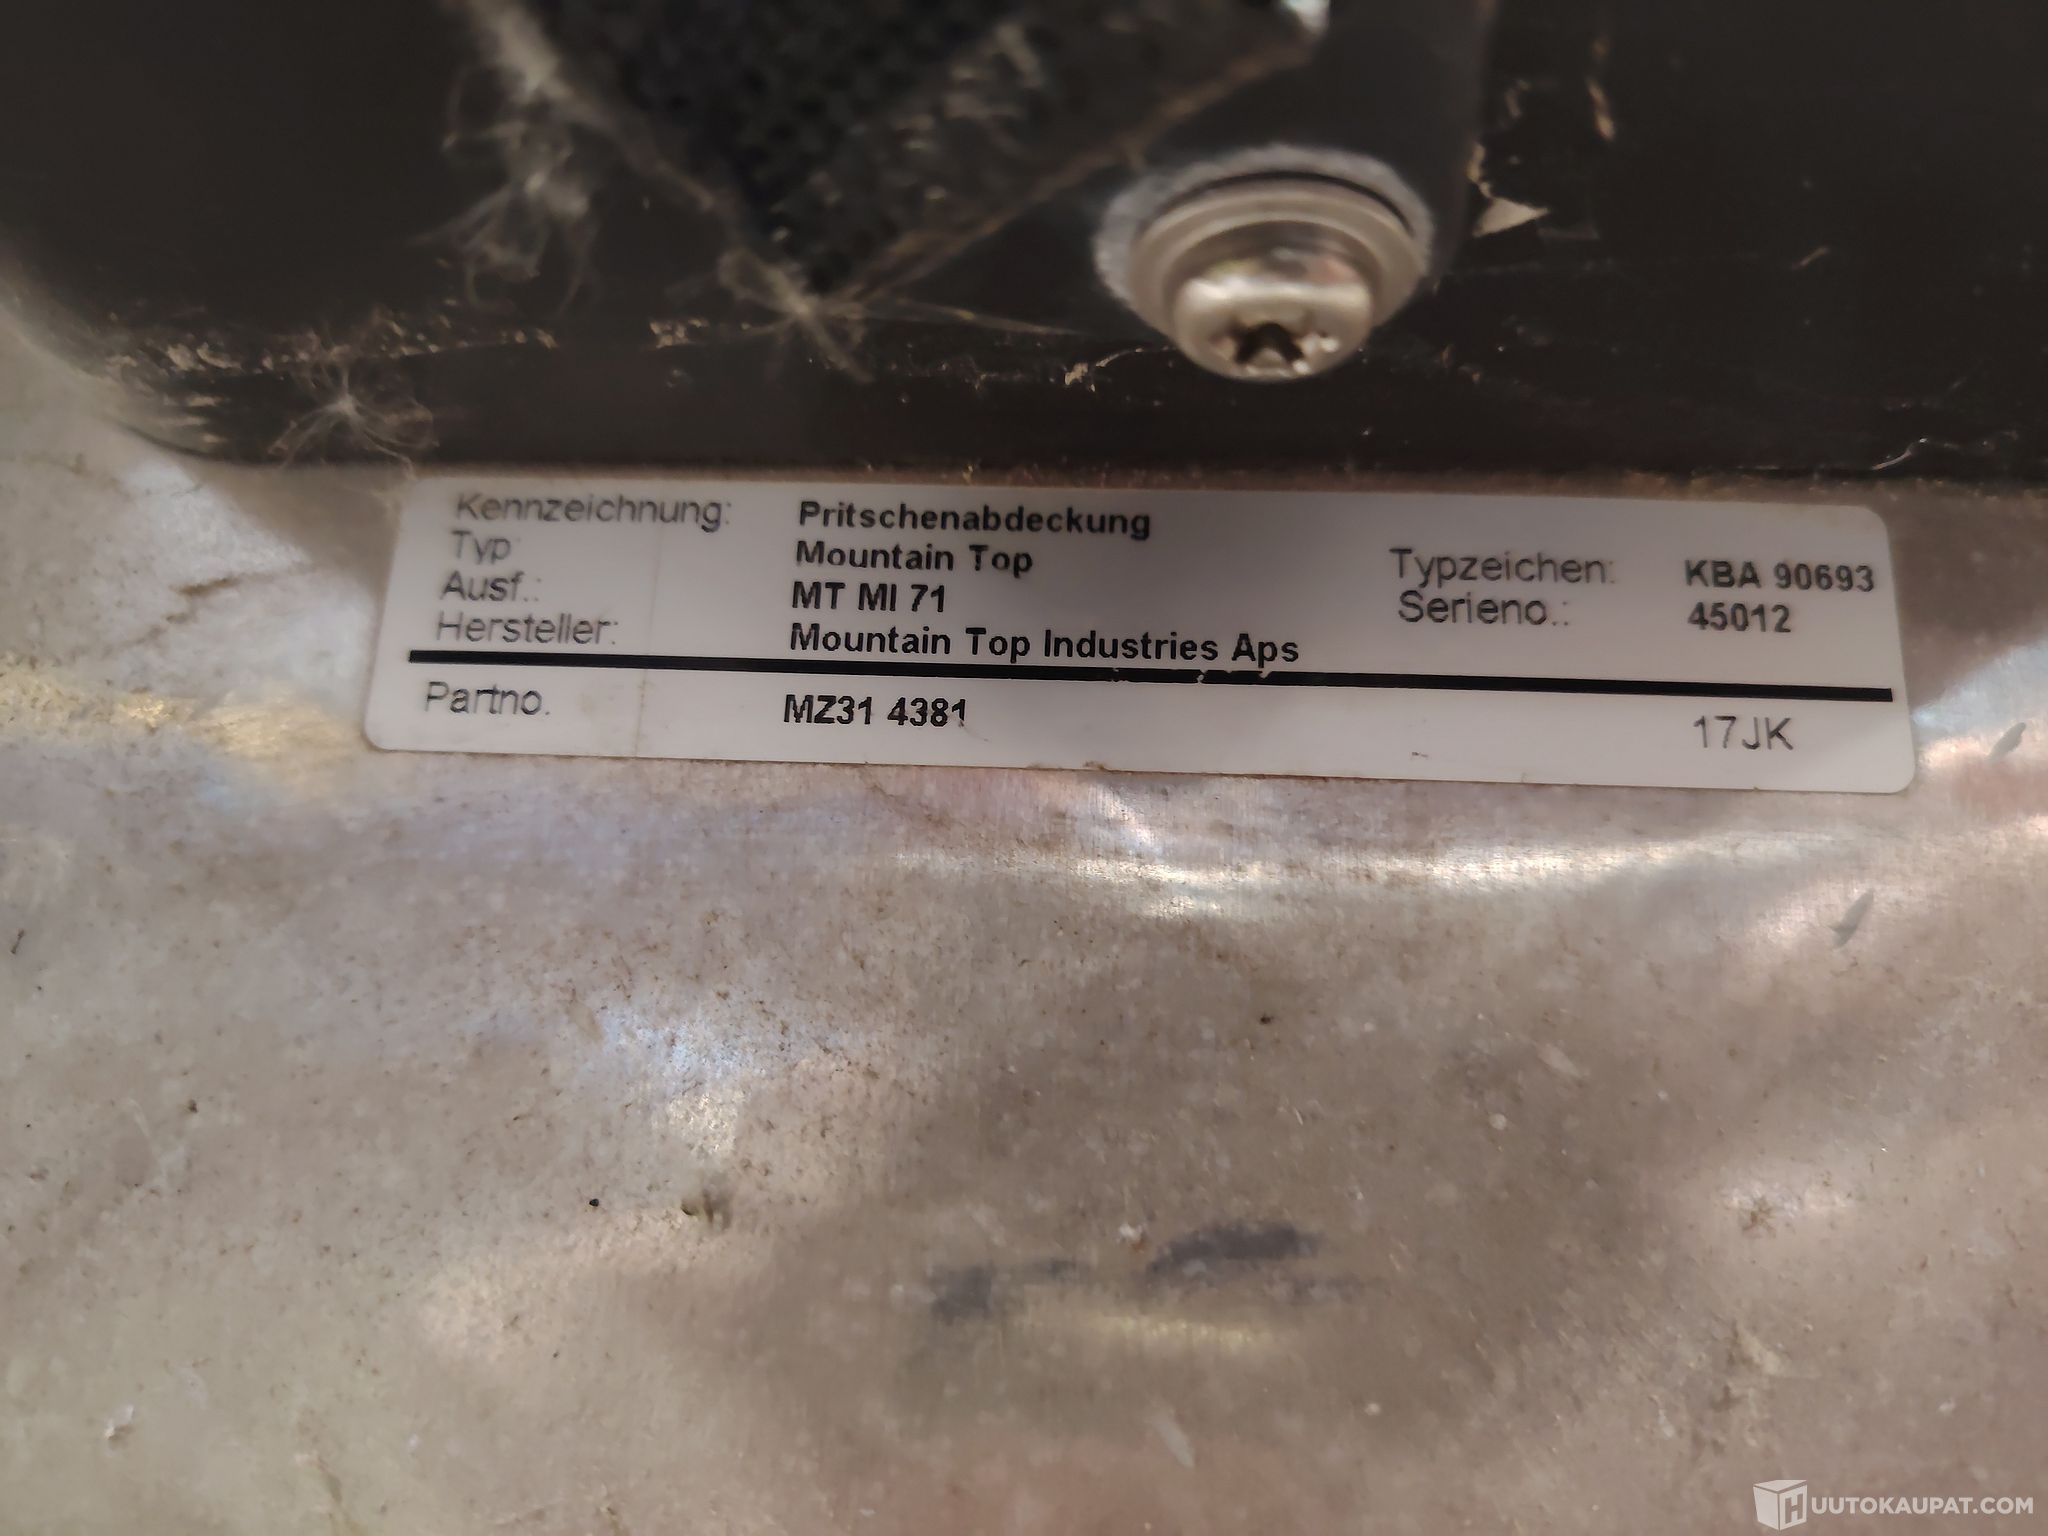 Kennzeichnung: Pritschenabdeckung
Typ: Mountain Top Typzeichen: KBA 90693
Ausf.: MT MI 71 Serieno.: 45012
Hersteller: Mountain Top Industries Aps
Partno. MZ31 4381 17JK
HUUTOKAUPAT.COM